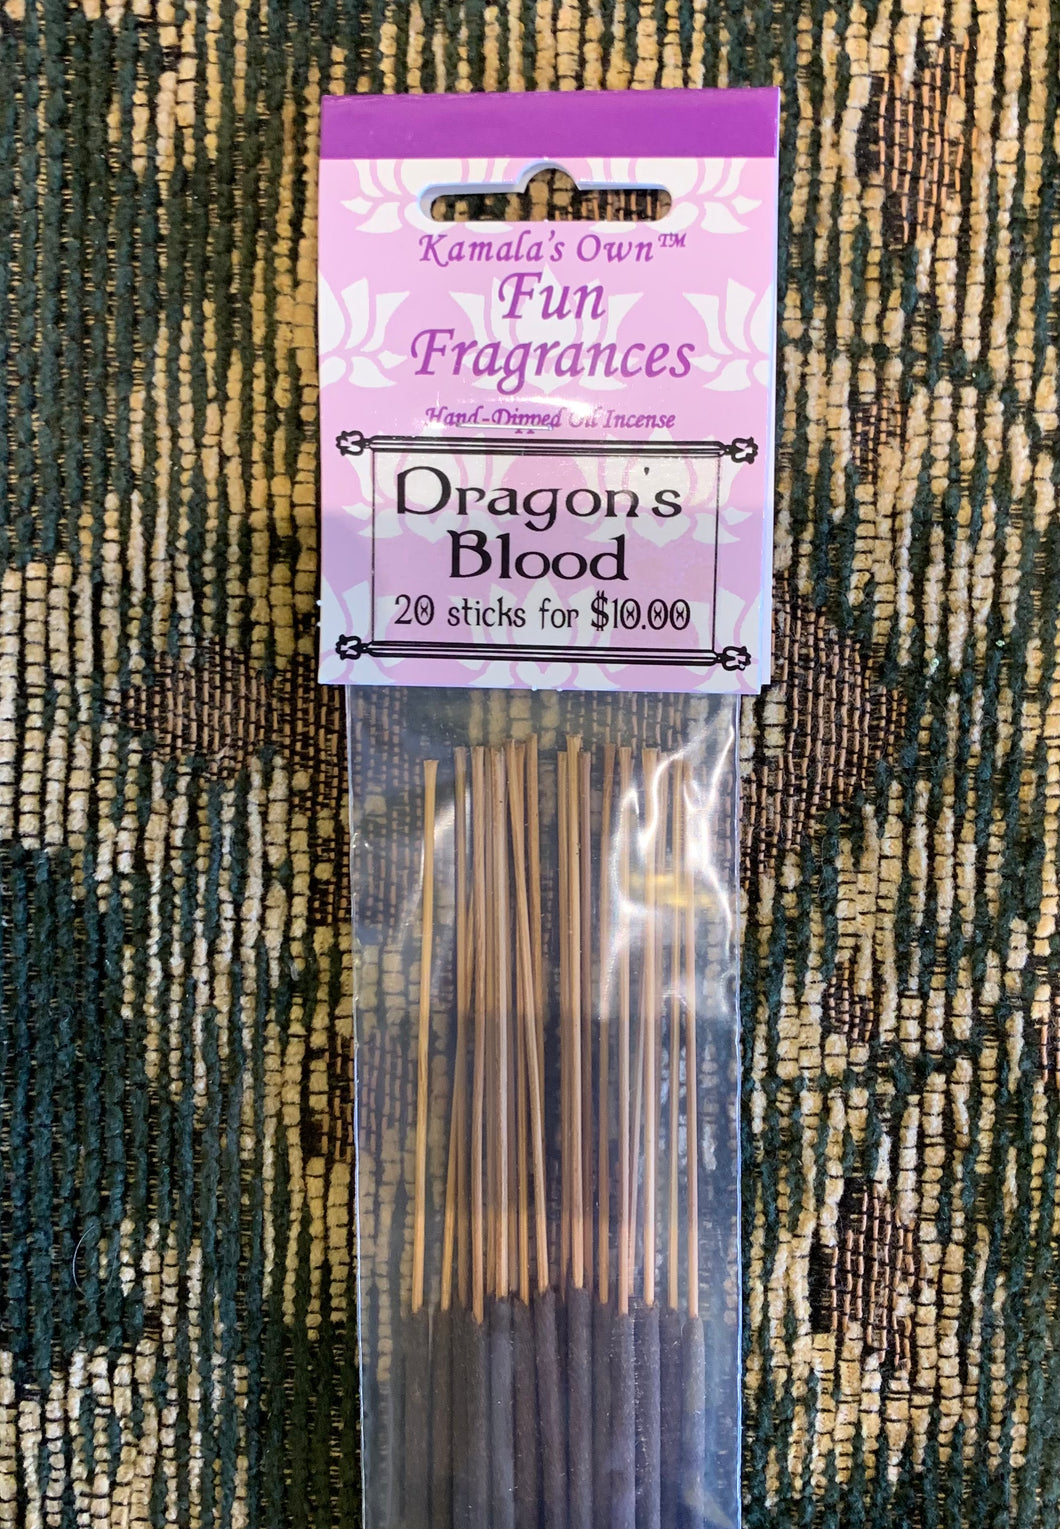 Kamala's Own™
Fun
Fragrances
Hand-Dipped Oil Incense
Dragon's
Blood
20 sticks for $10.00